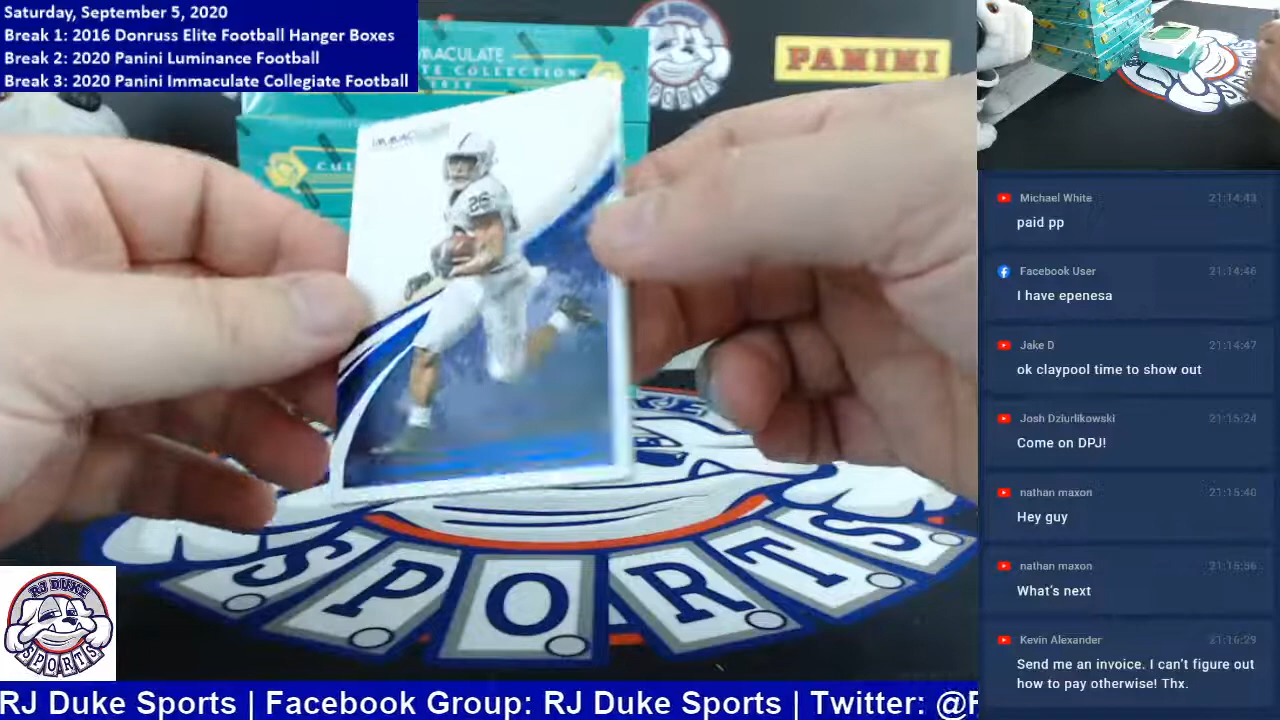 Saturday, September 5, 2020
Break 1: 2016 Donruss Elite Football Hanger Boxes
Break 2: 2020 Panini Luminance Football
Break 3: 2020 Panini Immaculate Collegiate Football
IMMACULATE
COLLECTION
PANINI
26
SPORTS
RJ DUKE
SPORTS
RJ Duke Sports | Facebook Group: RJ Duke Sports | Twitter: @
Michael White 21:14:43
paid pp
Facebook User 21:14:46
I have epenesa
Jake D 21:14:47
ok claypool time to show out
Josh Dziurlikowski 21:15:24
Come on DPJ!
nathan maxon 21:15:40
Hey guy
nathan maxon 21:15:56
What's next
Kevin Alexander 21:16:29
Send me an invoice. I can't figure out
how to pay otherwise! Thx.